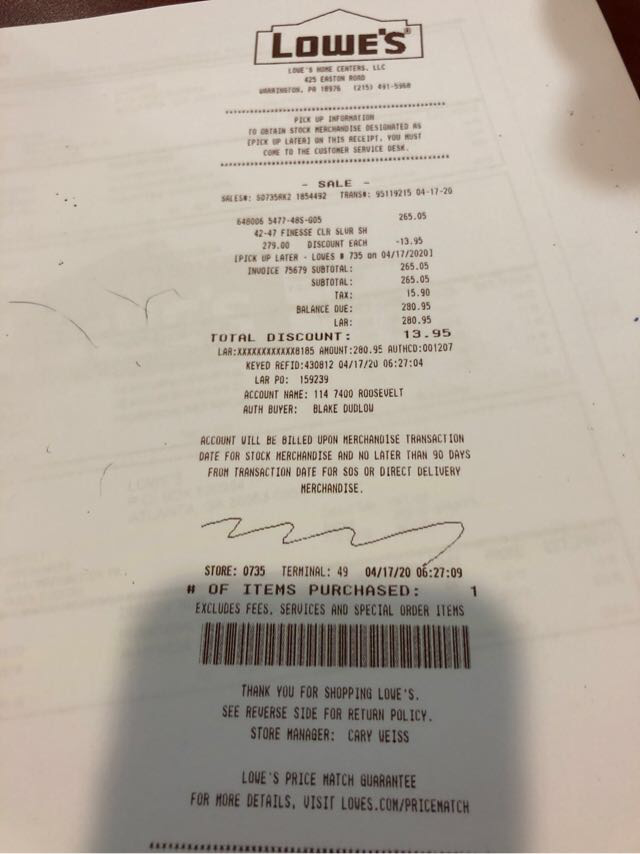 LOWE'S®
LOWE'S HOME CENTERS, LLC
425 EASTON ROAD
WARRINGTON, PA 18976 (215) 491-5960
PICK UP INFORMATION
TO OBTAIN STOCK MERCHANDISE DESIGNATED AS
[PICK UP LATER] ON THIS RECEIPT, YOU MUST
COME TO THE CUSTOMER SERVICE DESK.
- SALE -
SALES#: SO735RK2 1854492 TRANS#: 95119215 04-17-20
648006 5477-48S-G05 265.05
42-47 FINESSE CLR SLVR SH
279.00 DISCOUNT EACH -13.95
[PICK UP LATER - LOWES # 735 on 04/17/2020]
INVOICE 75679 SUBTOTAL: 265.05
SUBTOTAL: 265.05
TAX: 15.90
BALANCE DUE: 280.95
LAR: 280.95
TOTAL DISCOUNT: 13.95
LAR:XXXXXXXXXXXX8185 AMOUNT:280.95 AUTHCD:001207
KEYED REFID:430812 04/17/20 06:27:04
LAR PO: 159239
ACCOUNT NAME: 114 7400 ROOSEVELT
AUTH BUYER: BLAKE DUDLOW
ACCOUNT WILL BE BILLED UPON MERCHANDISE TRANSACTION
DATE FOR STOCK MERCHANDISE AND NO LATER THAN 90 DAYS
FROM TRANSACTION DATE FOR SOS OR DIRECT DELIVERY
MERCHANDISE.
STORE: 0735 TERMINAL: 49 04/17/20 06:27:09
# OF ITEMS PURCHASED: 1
EXCLUDES FEES, SERVICES AND SPECIAL ORDER ITEMS
THANK YOU FOR SHOPPING LOWE'S.
SEE REVERSE SIDE FOR RETURN POLICY.
STORE MANAGER: CARY WEISS
LOWE'S PRICE MATCH GUARANTEE
FOR MORE DETAILS, VISIT LOWES.COM/PRICEMATCH